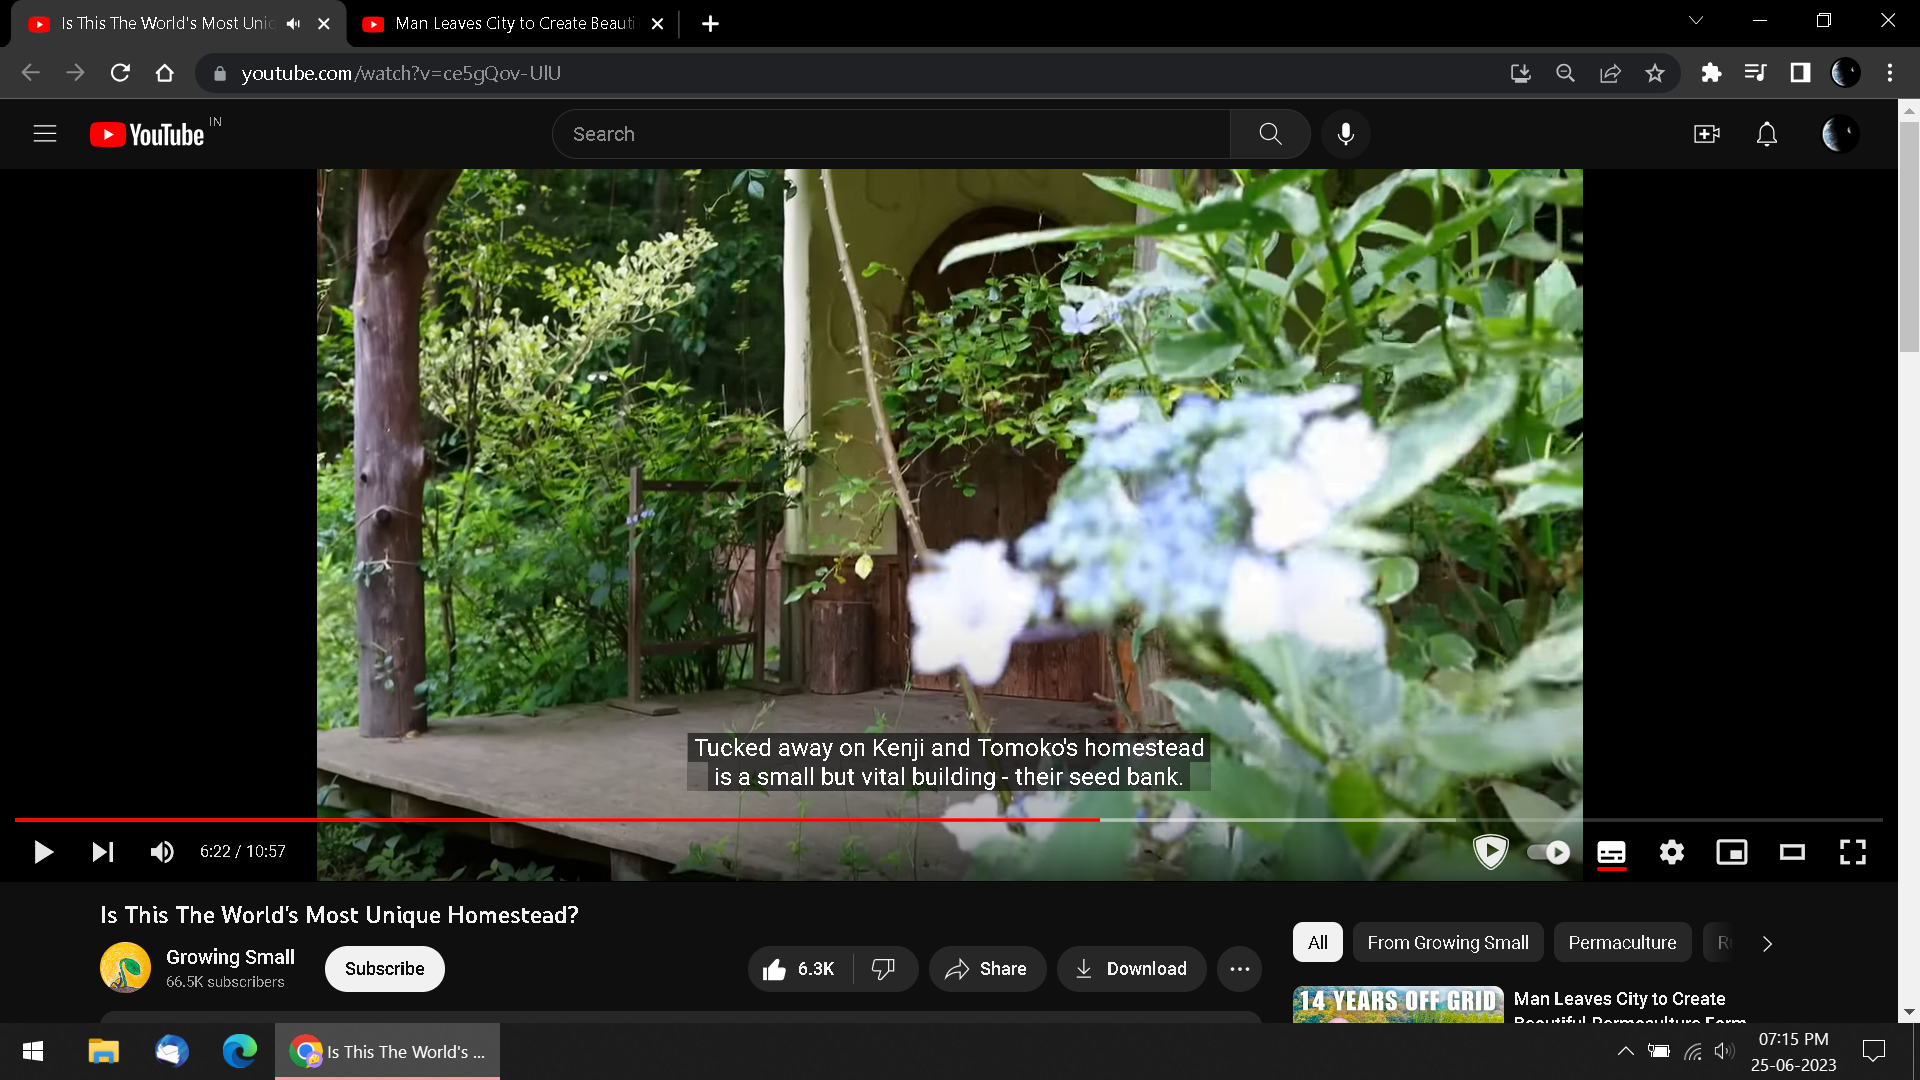 Is This The World's Most Uniq
Man Leaves City to Create Beauti
youtube.com/watch?v=ce5gQov-UlU
YouTube IN
Search
Tucked away on Kenji and Tomoko's homestead
is a small but vital building - their seed bank.
6:22 / 10:57
Is This The World's Most Unique Homestead?
Growing Small
66.5K subscribers
Subscribe
6.3K
Share
Download
All
From Growing Small
Permaculture
14 YEARS OFF GRID
Man Leaves City to Create
Beautiful Permaculture Farm
Is This The World's ...
07:15 PM
25-06-2023